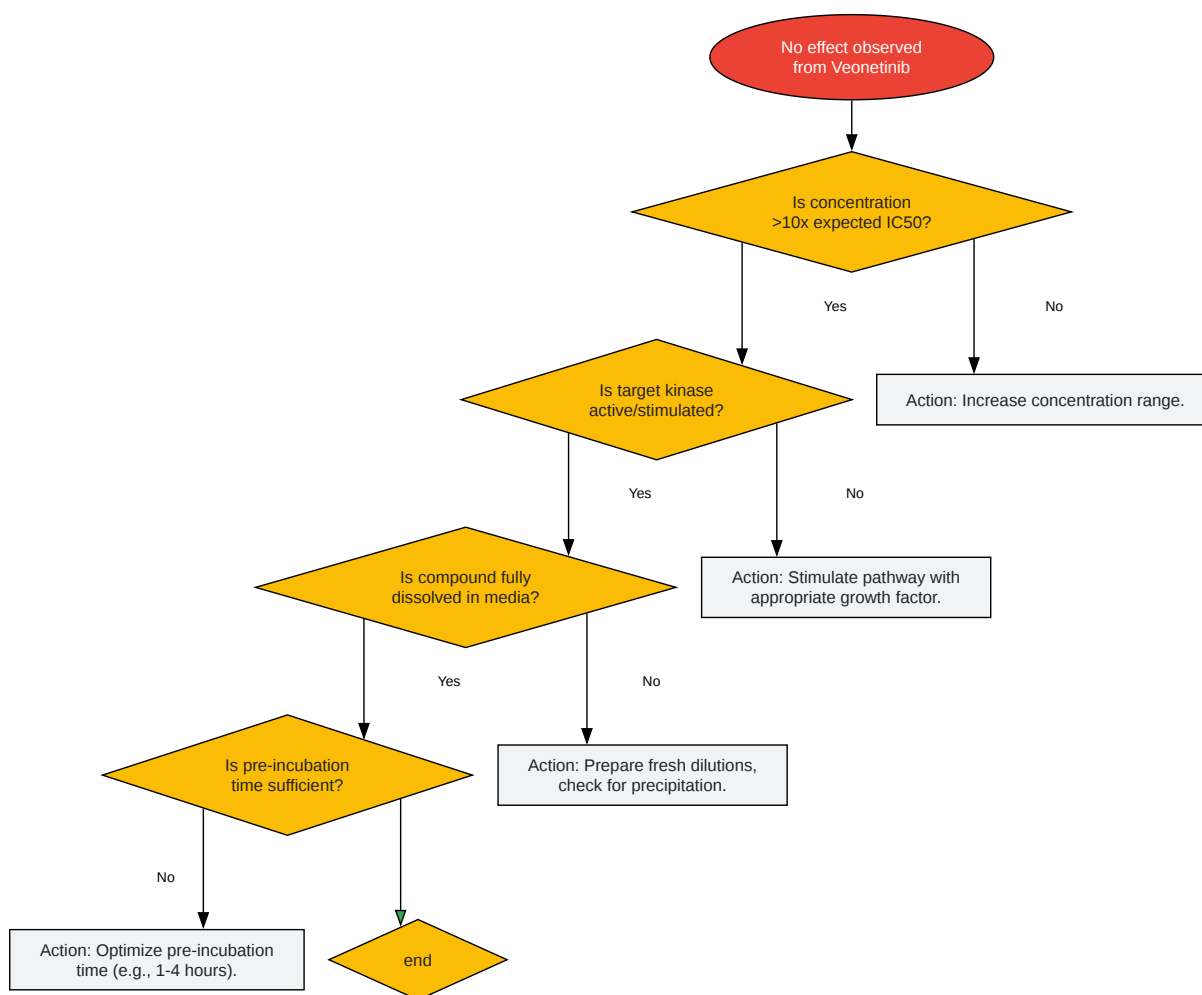 No effect observed
from Veonetinib
Is concentration
>10x expected IC50?
Yes
No
Is target kinase
active/stimulated?
Action: Increase concentration range.
Yes
No
Is compound fully
dissolved in media?
Action: Stimulate pathway with
appropriate growth factor.
Yes
No
Is pre-incubation
time sufficient?
Action: Prepare fresh dilutions,
check for precipitation.
No
Action: Optimize pre-incubation
time (e.g., 1-4 hours).
end